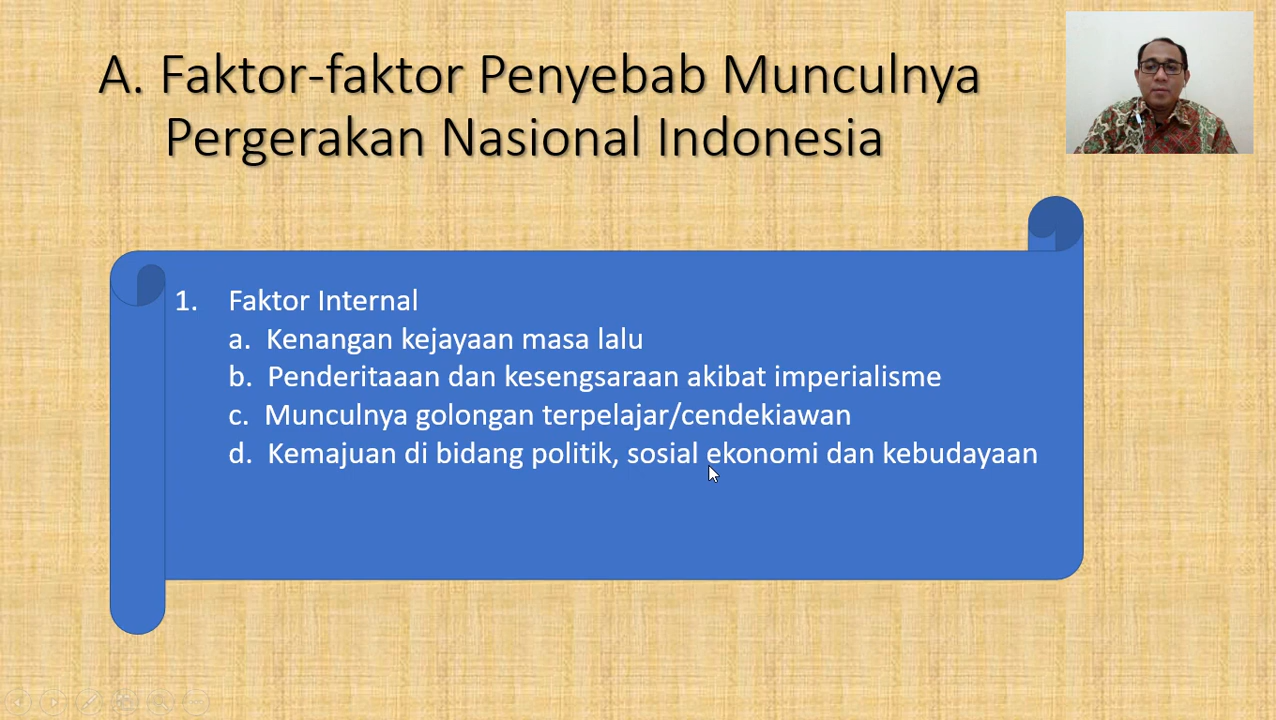 A. Faktor-faktor Penyebab Munculnya
Pergerakan Nasional Indonesia
1. Faktor Internal
a. Kenangan kejayaan masa lalu
b. Penderitaaan dan kesengsaraan akibat imperialisme
c. Munculnya golongan terpelajar/cendekiawan
d. Kemajuan di bidang politik, sosial ekonomi dan kebudayaan